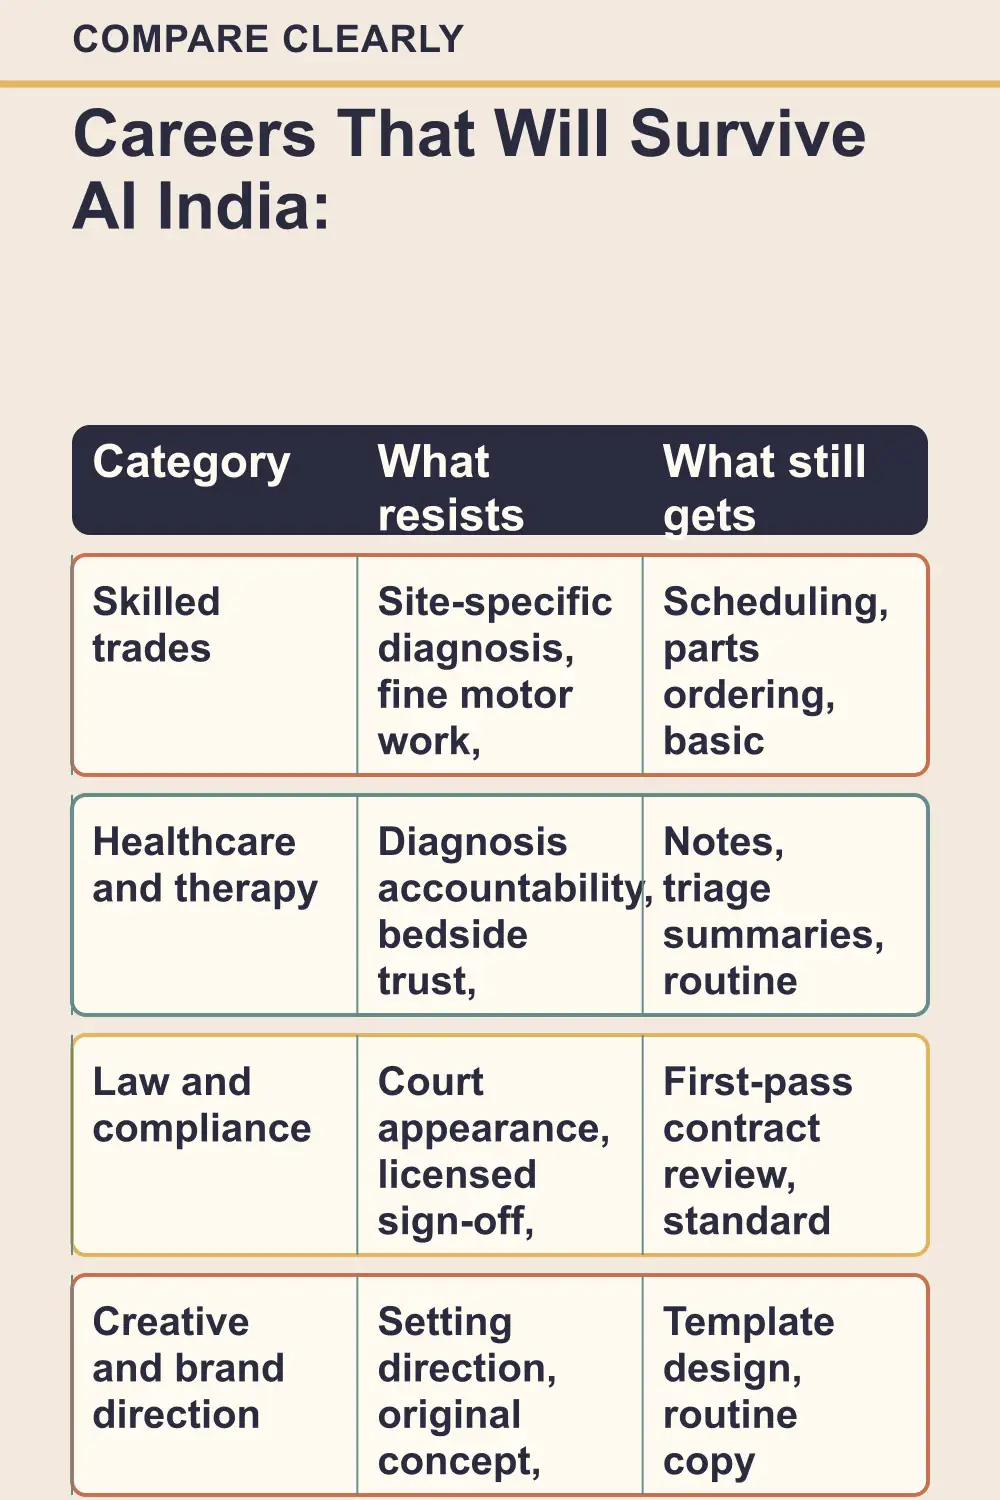 COMPARE CLEARLY
Careers That Will Survive
AI India:
Category
What
resists
What still
gets
Skilled
trades
Site-specific
diagnosis,
fine motor
work,
Scheduling,
parts
ordering,
basic
Healthcare
and therapy
Diagnosis
accountability,
bedside
trust,
Notes,
triage
summaries,
routine
Law and
compliance
Court
appearance,
licensed
sign-off,
First-pass
contract
review,
standard
Creative
and brand
direction
Setting
direction,
original
concept,
Template
design,
routine
copy